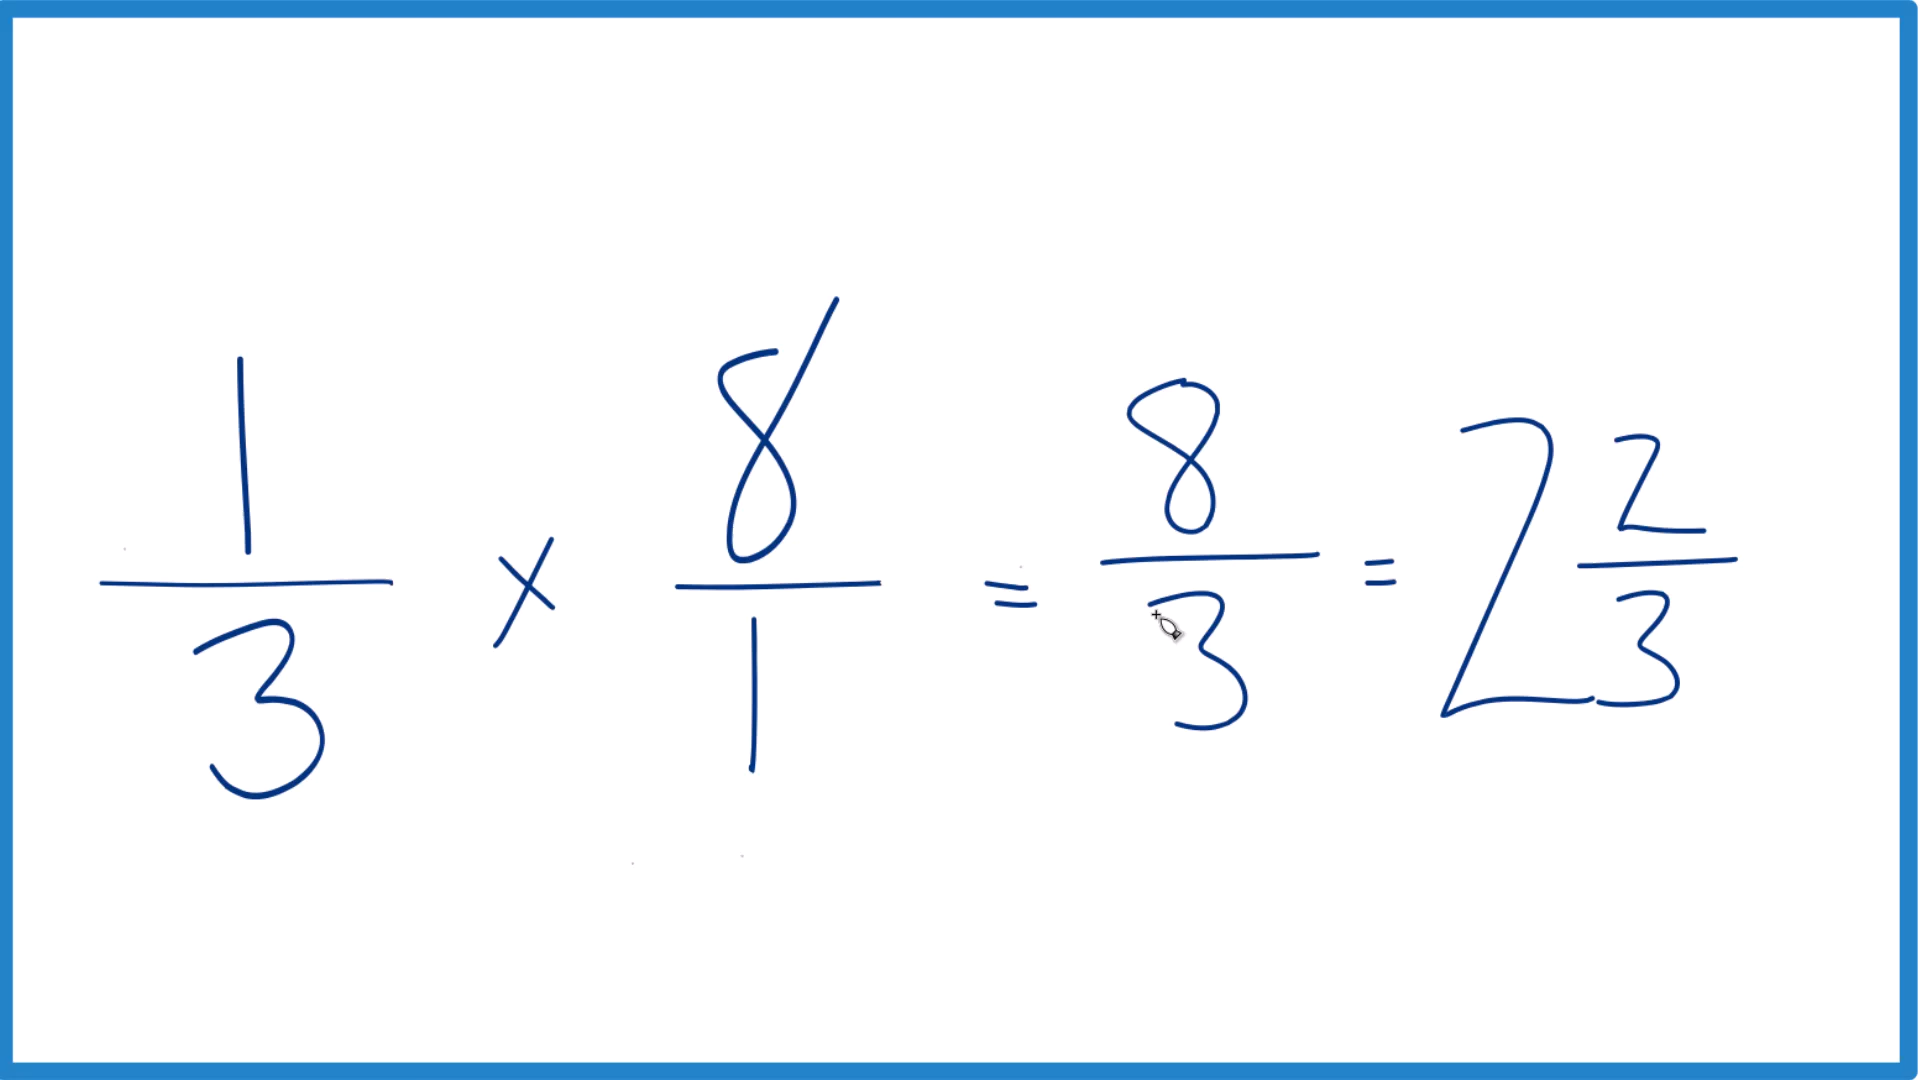 1/3 × 8/1 = 8/3 = 2 2/3